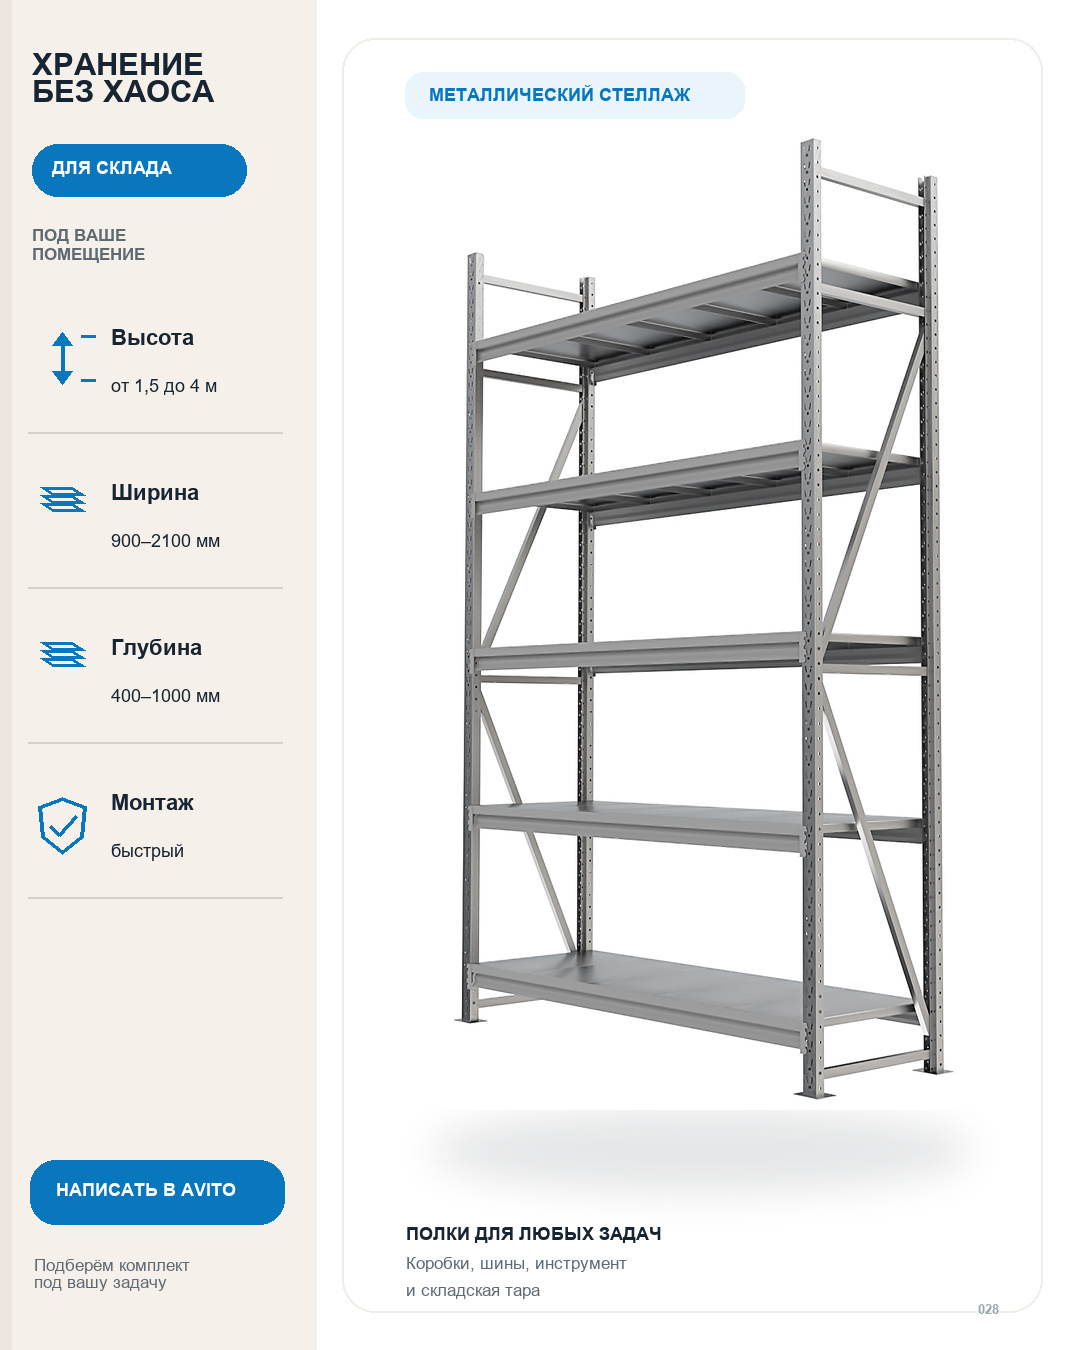 ХРАНЕНИЕ
БЕЗ ХАОСА
ДЛЯ СКЛАДА
ПОД ВАШЕ
ПОМЕЩЕНИЕ
Высота
от 1,5 до 4 м
Ширина
900–2100 мм
Глубина
400–1000 мм
Монтаж
быстрый
НАПИСАТЬ В AVITO
Подберём комплект
под вашу задачу
МЕТАЛЛИЧЕСКИЙ СТЕЛЛАЖ
ПОЛКИ ДЛЯ ЛЮБЫХ ЗАДАЧ
Коробки, шины, инструмент
и складская тара
028